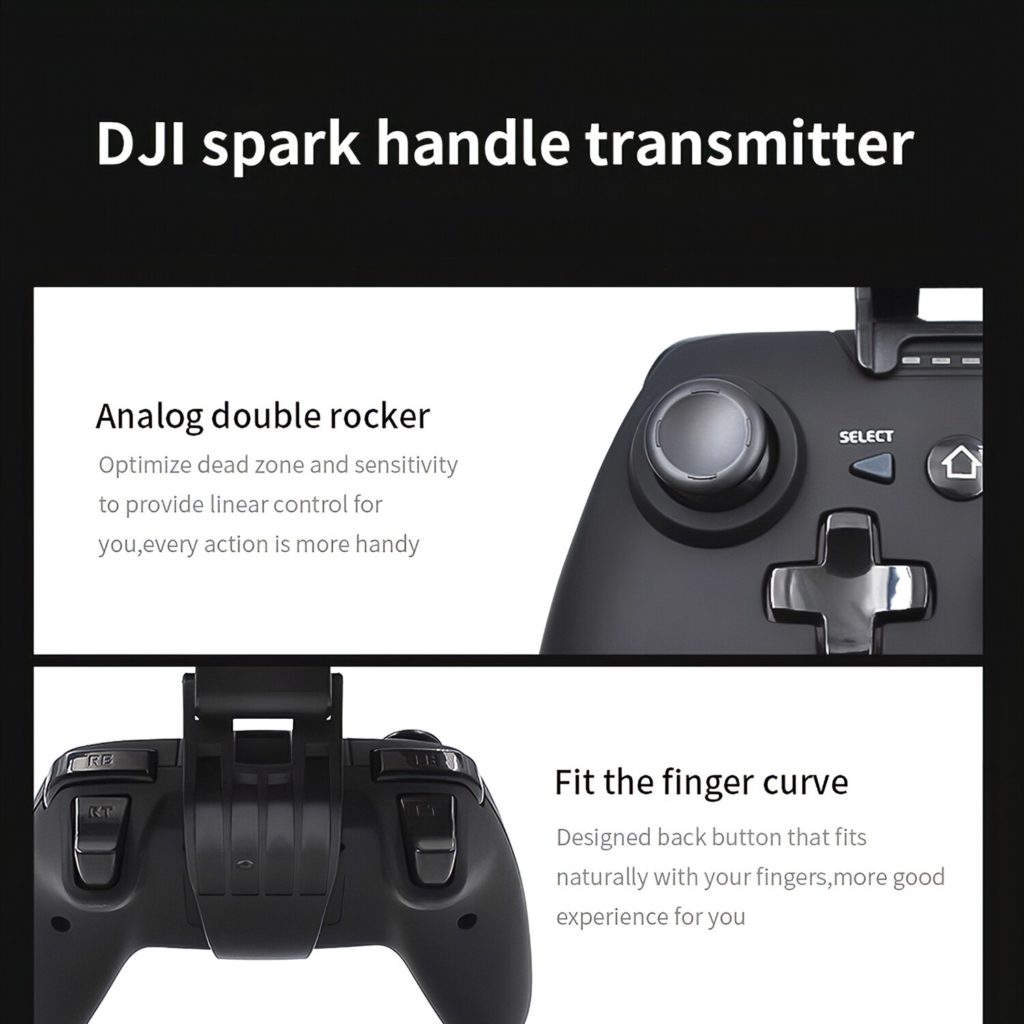 DJI spark handle transmitter
Analog double rocker
Optimize dead zone and sensitivity
to provide linear control for
you,every action is more handy
SELECT
Fit the finger curve
Designed back button that fits
naturally with your fingers,more good
experience for you
RB
LB
RT